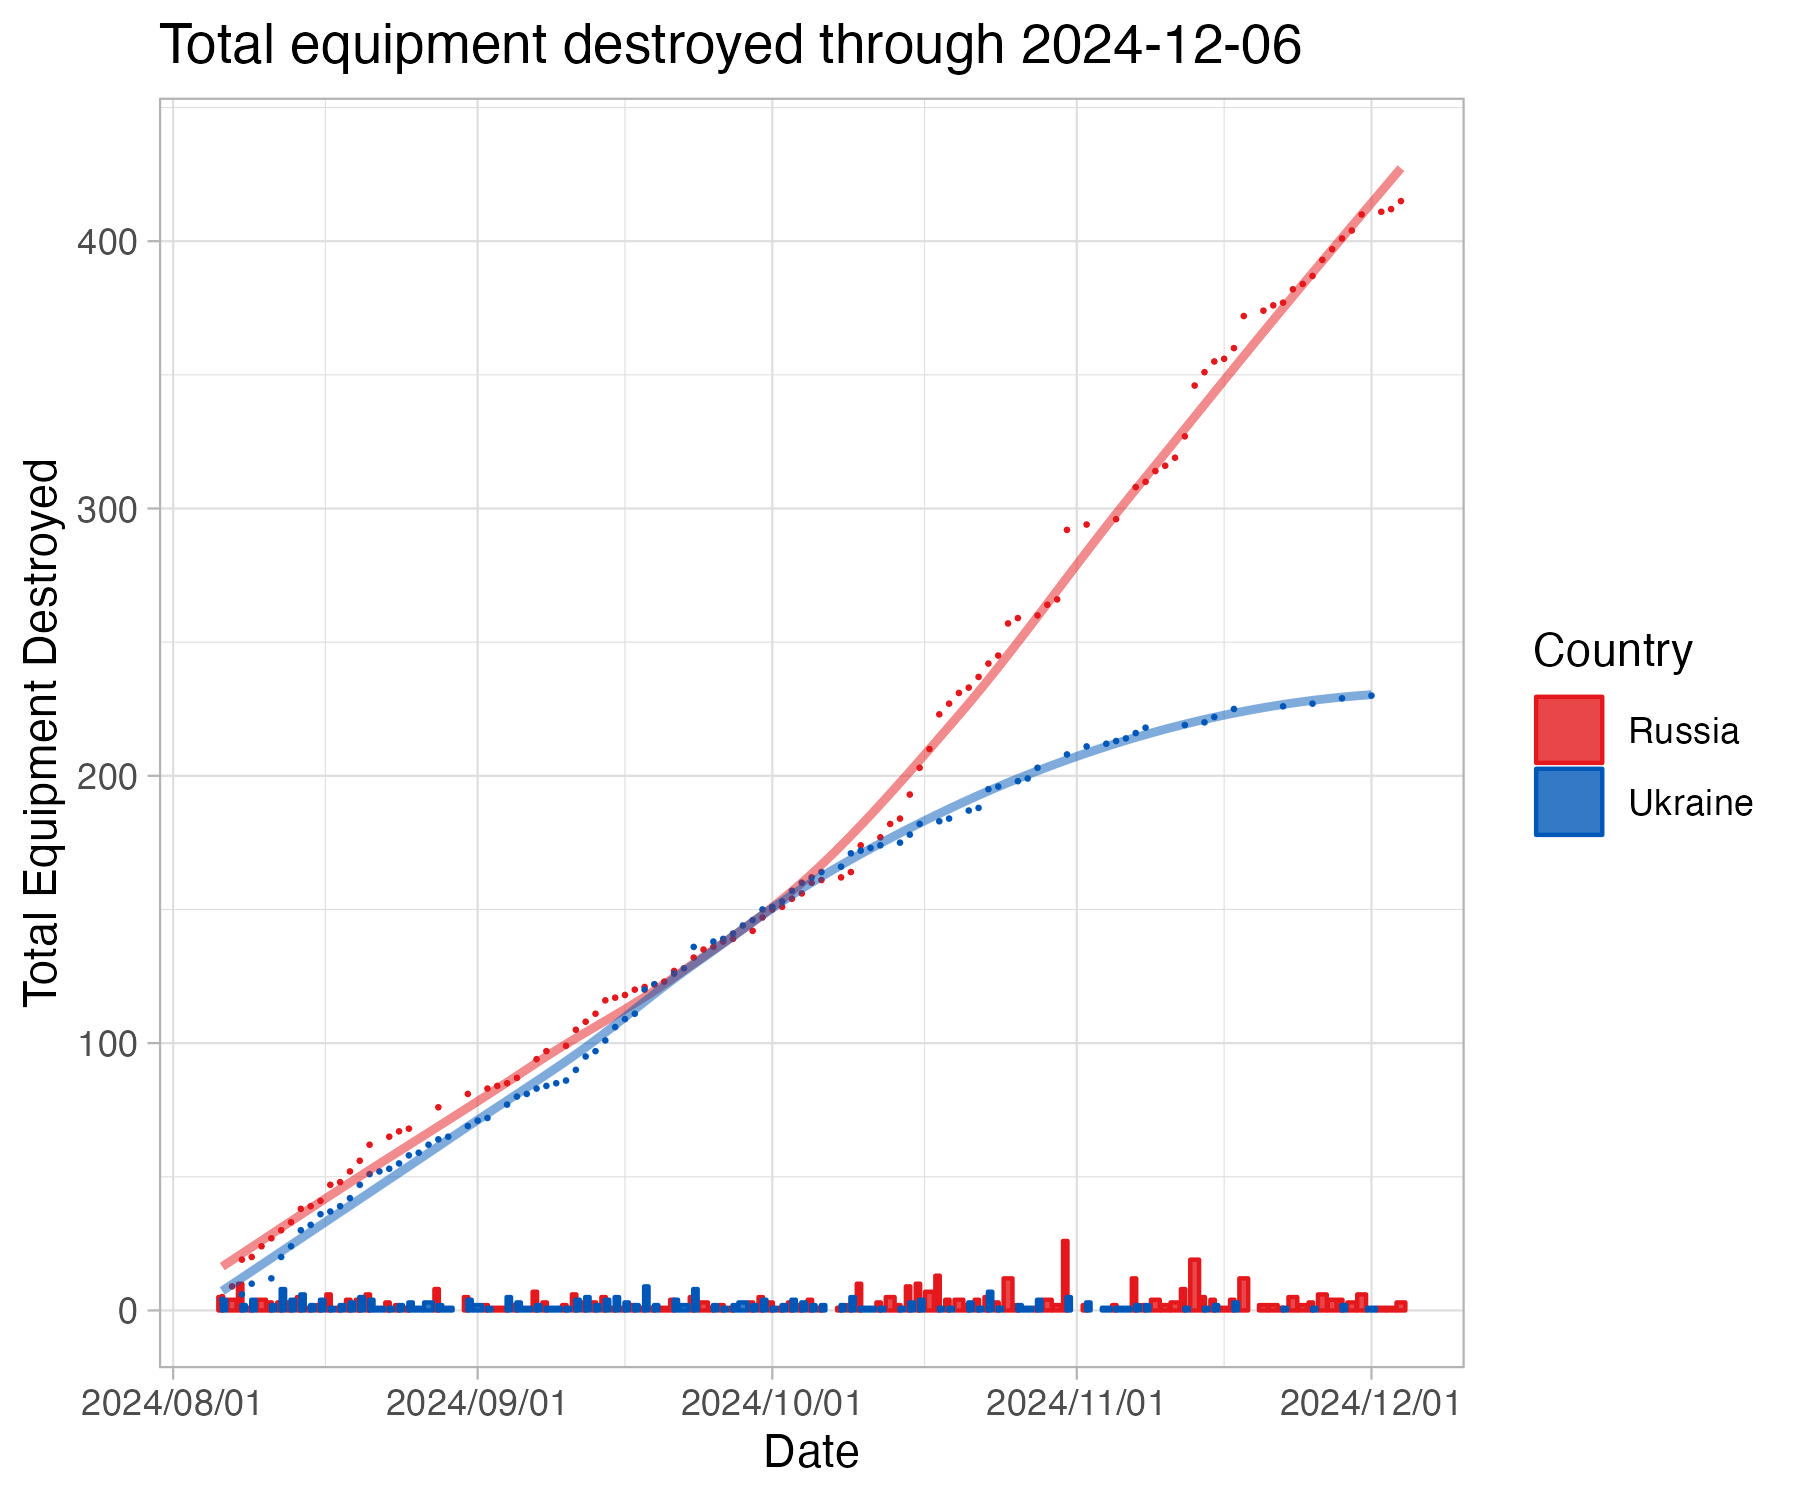 Total equipment destroyed through 2024-12-06
Total Equipment Destroyed
400
300
200
100
0
2024/08/01 2024/09/01 2024/10/01 2024/11/01 2024/12/01
Date
Country
Russia
Ukraine